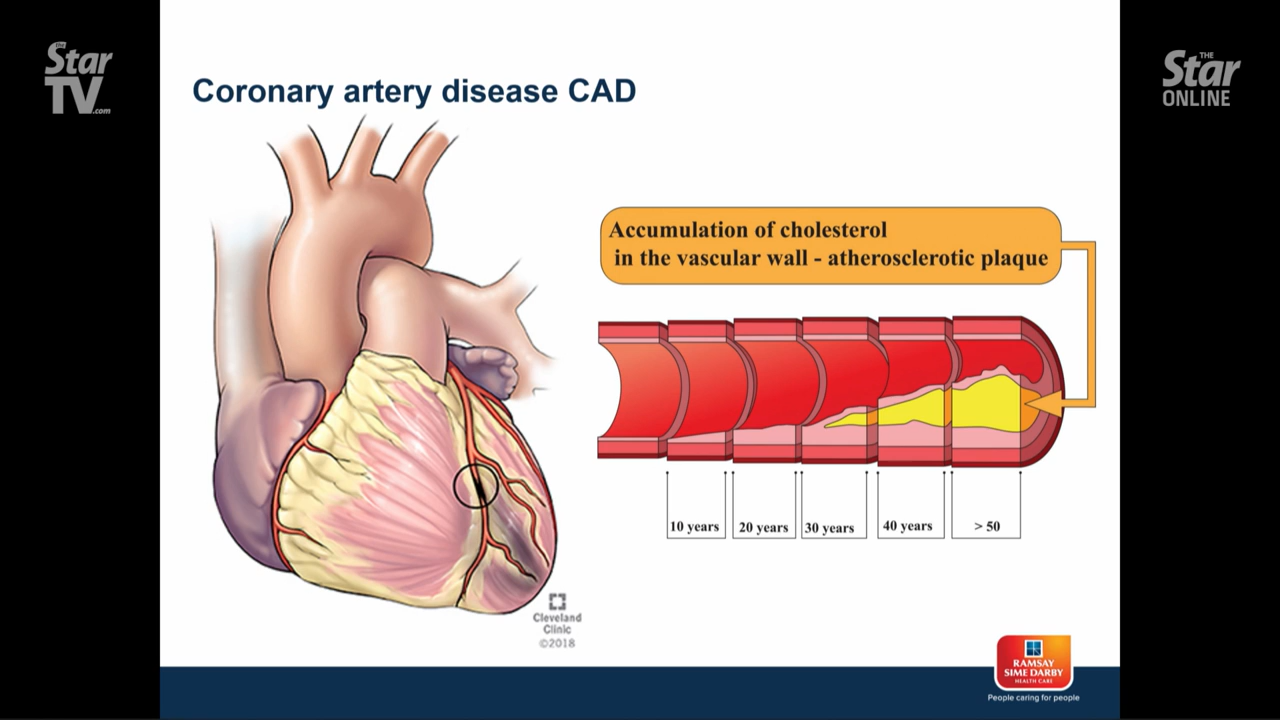 The
Star
TV.com
THE
Star
ONLINE
Coronary artery disease CAD
Accumulation of cholesterol
in the vascular wall - atherosclerotic plaque
10 years
20 years
30 years
40 years
> 50
Cleveland
Clinic
©2018
RAMSAY
SIME DARBY
HEALTH CARE
People caring for people